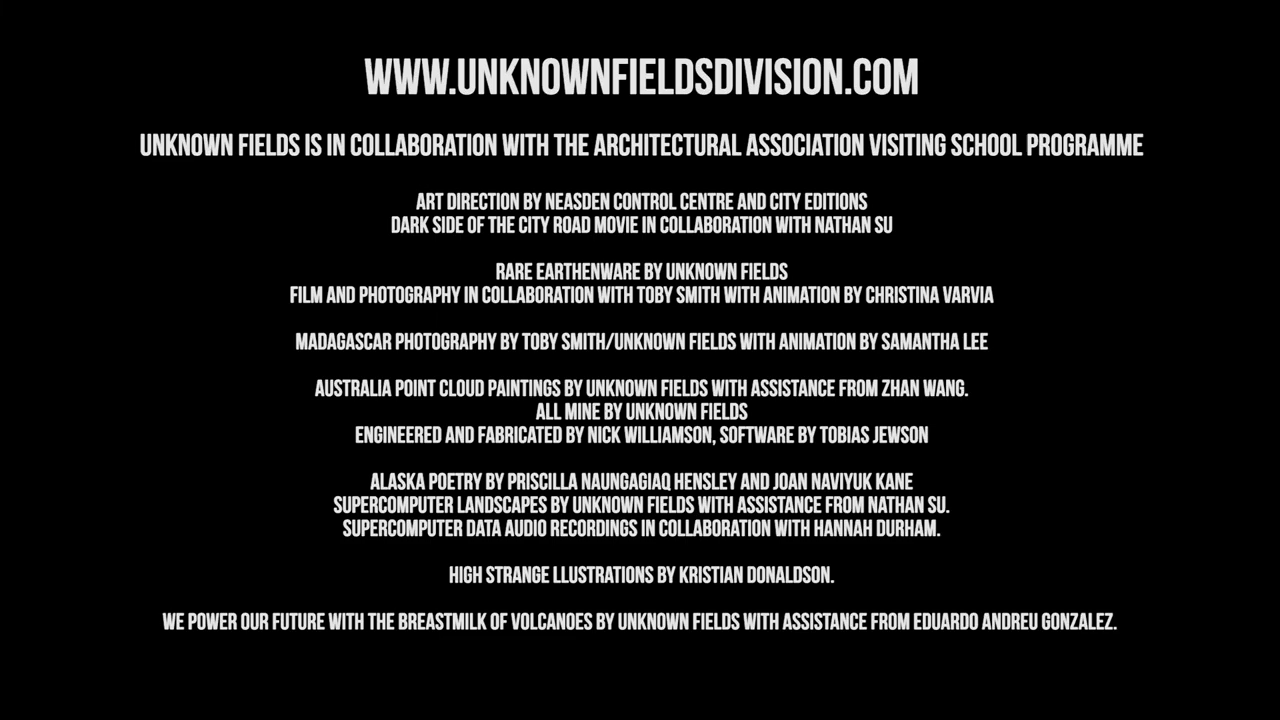 WWW.UNKNOWNFIELDSDIVISION.COM
UNKNOWN FIELDS IS IN COLLABORATION WITH THE ARCHITECTURAL ASSOCIATION VISITING SCHOOL PROGRAMME
ART DIRECTION BY NEASDEN CONTROL CENTRE AND CITY EDITIONS
DARK SIDE OF THE CITY ROAD MOVIE IN COLLABORATION WITH NATHAN SU
RARE EARTHENWARE BY UNKNOWN FIELDS
FILM AND PHOTOGRAPHY IN COLLABORATION WITH TOBY SMITH WITH ANIMATION BY CHRISTINA VARVIA
MADAGASCAR PHOTOGRAPHY BY TOBY SMITH/UNKNOWN FIELDS WITH ANIMATION BY SAMANTHA LEE
AUSTRALIA POINT CLOUD PAINTINGS BY UNKNOWN FIELDS WITH ASSISTANCE FROM ZHAN WANG.
ALL MINE BY UNKNOWN FIELDS
ENGINEERED AND FABRICATED BY NICK WILLIAMSON, SOFTWARE BY TOBIAS JEWSON
ALASKA POETRY BY PRISCILLA NAUNGAGIAQ HENSLEY AND JOAN NAVIYUK KANE
SUPERCOMPUTER LANDSCAPES BY UNKNOWN FIELDS WITH ASSISTANCE FROM NATHAN SU.
SUPERCOMPUTER DATA AUDIO RECORDINGS IN COLLABORATION WITH HANNAH DURHAM.
HIGH STRANGE LLUSTRATIONS BY KRISTIAN DONALDSON.
WE POWER OUR FUTURE WITH THE BREASTMILK OF VOLCANOES BY UNKNOWN FIELDS WITH ASSISTANCE FROM EDUARDO ANDREU GONZALEZ.